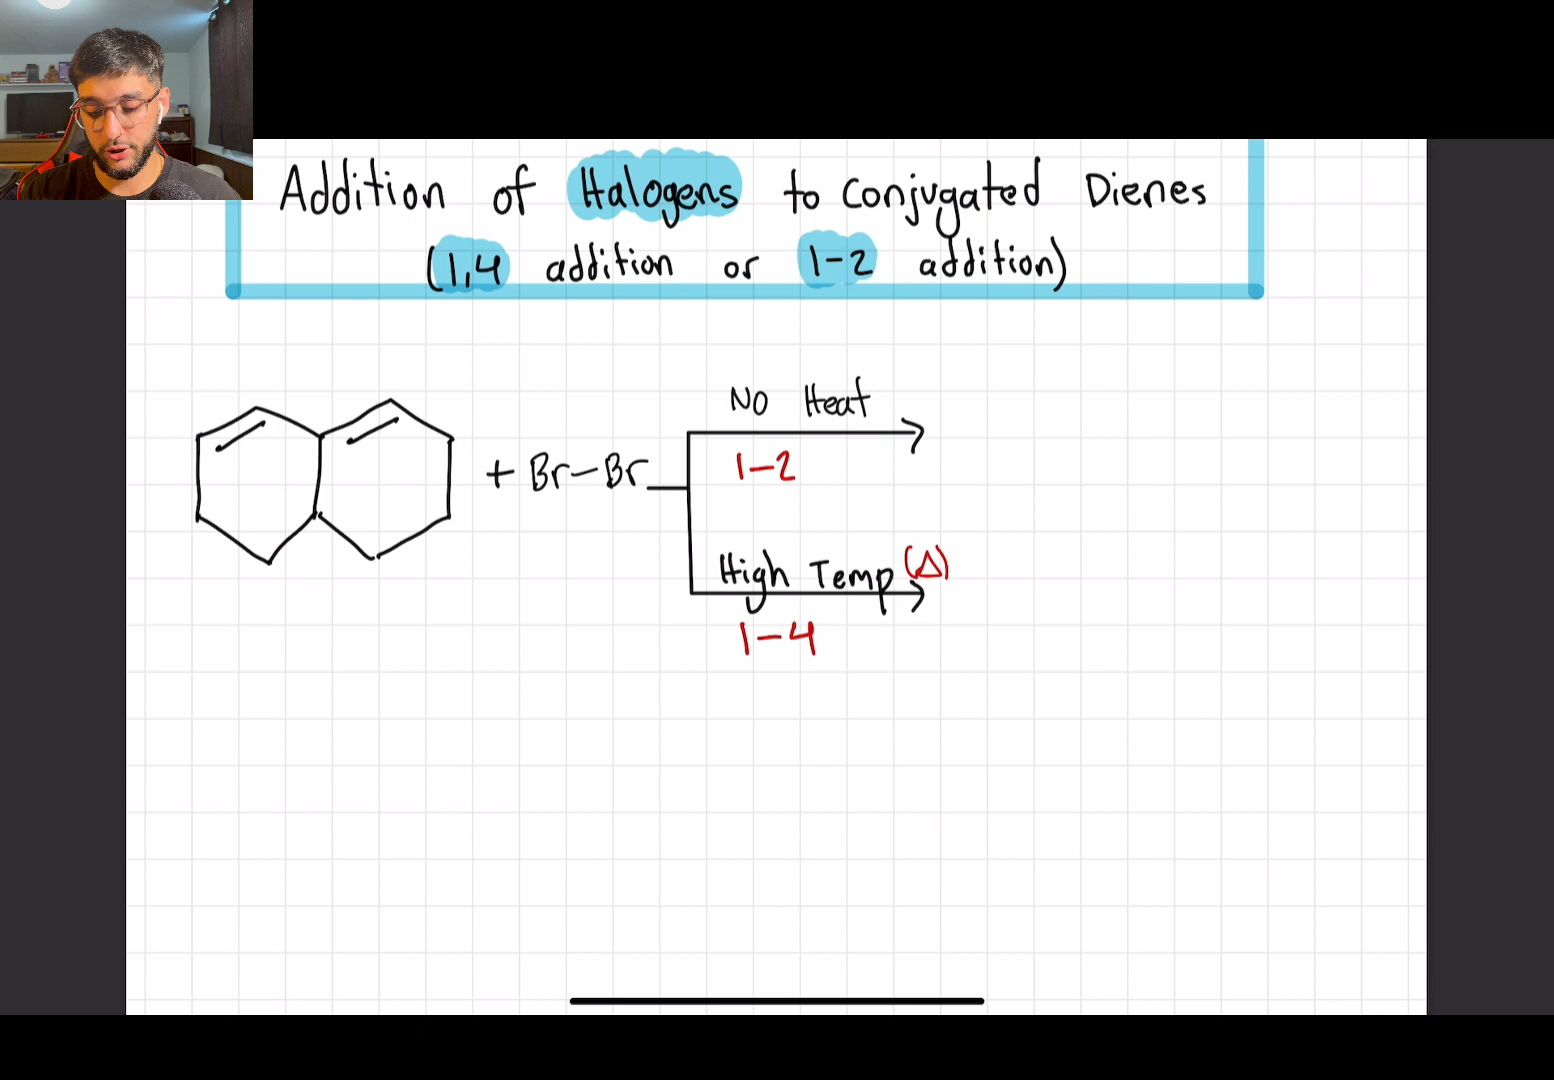 Addition of Halogens to Conjugated Dienes
(1,4 addition or 1-2 addition)
No Heat
+ Br-Br
1-2
High Temp (Δ)
1-4